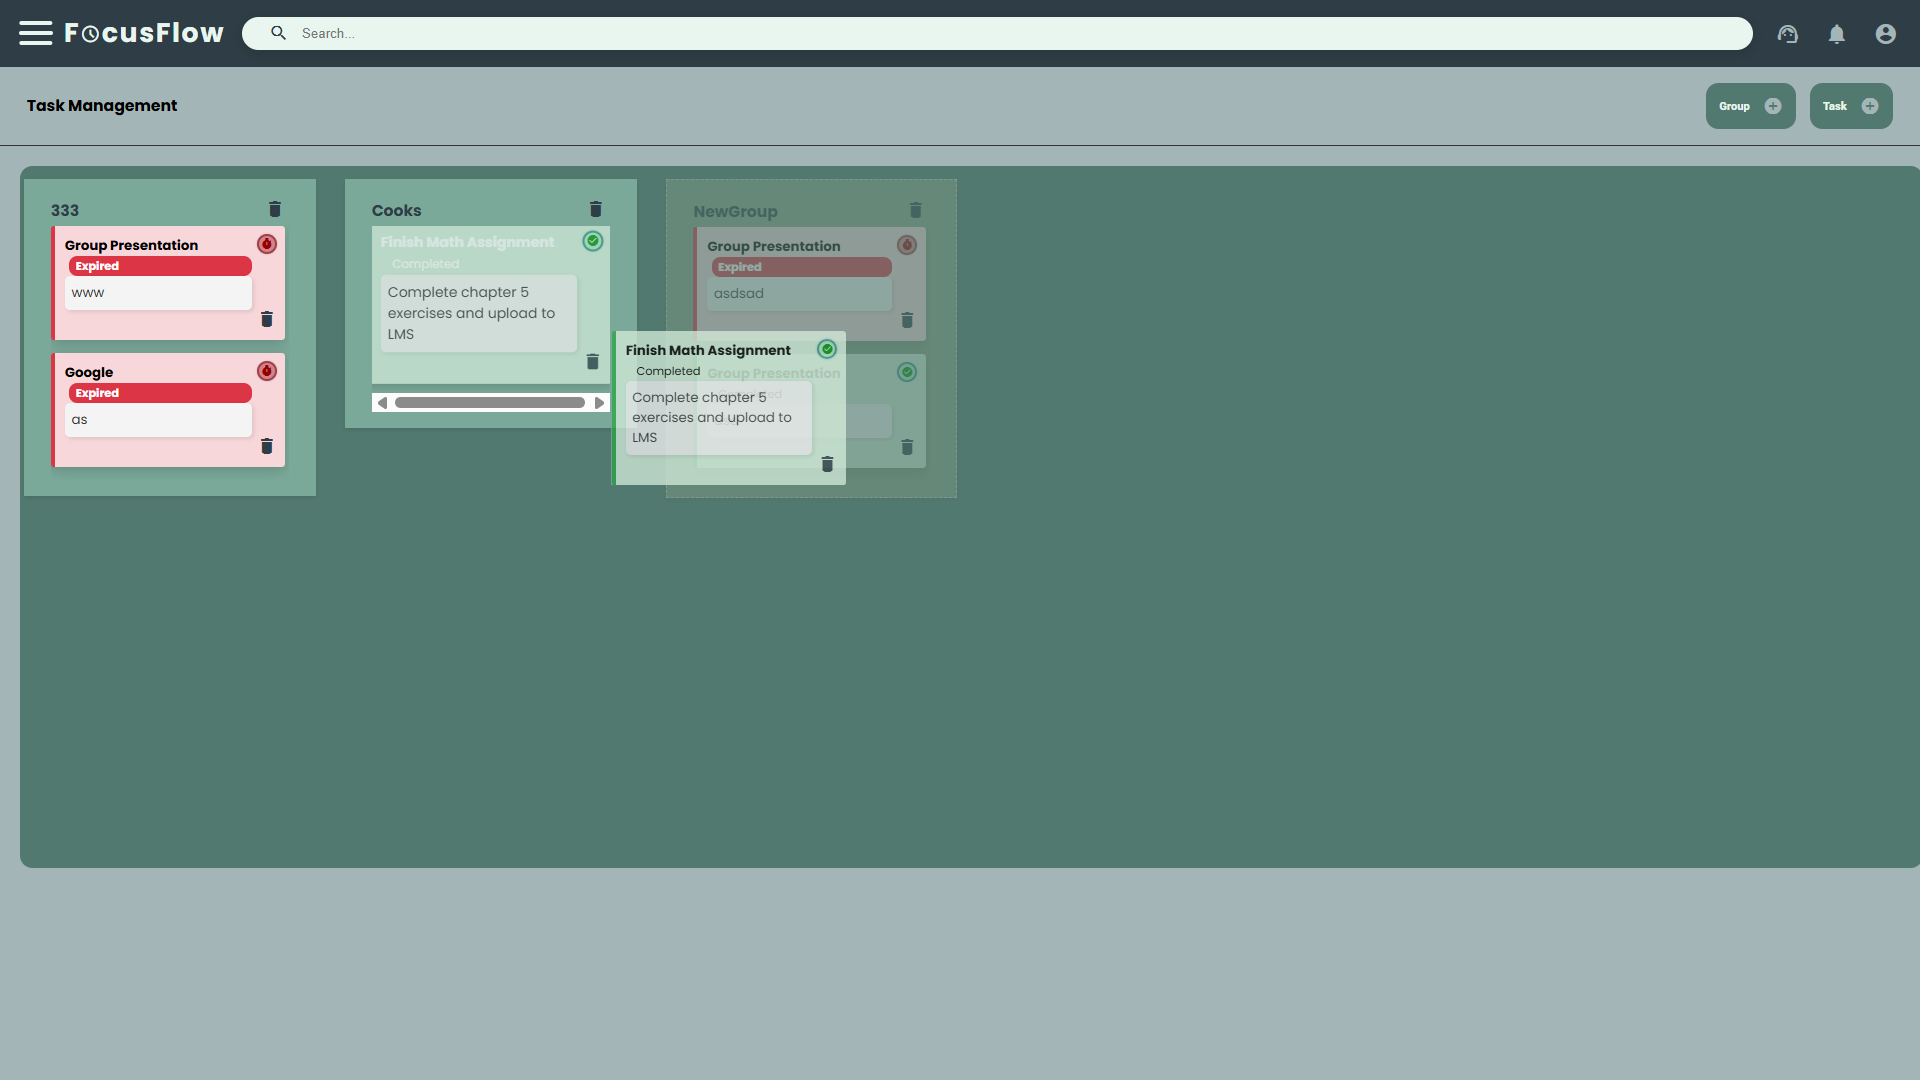 FocusFlow
Search...
Task Management
Group
Task
333
Group Presentation
Expired
www
Google
Expired
as
Cooks
Finish Math Assignment
Completed
Complete chapter 5
exercises and upload to
LMS
NewGroup
Group Presentation
Expired
asdsad
Group Presentation
Finish Math Assignment
Completed
Complete chapter 5
exercises and upload to
LMS